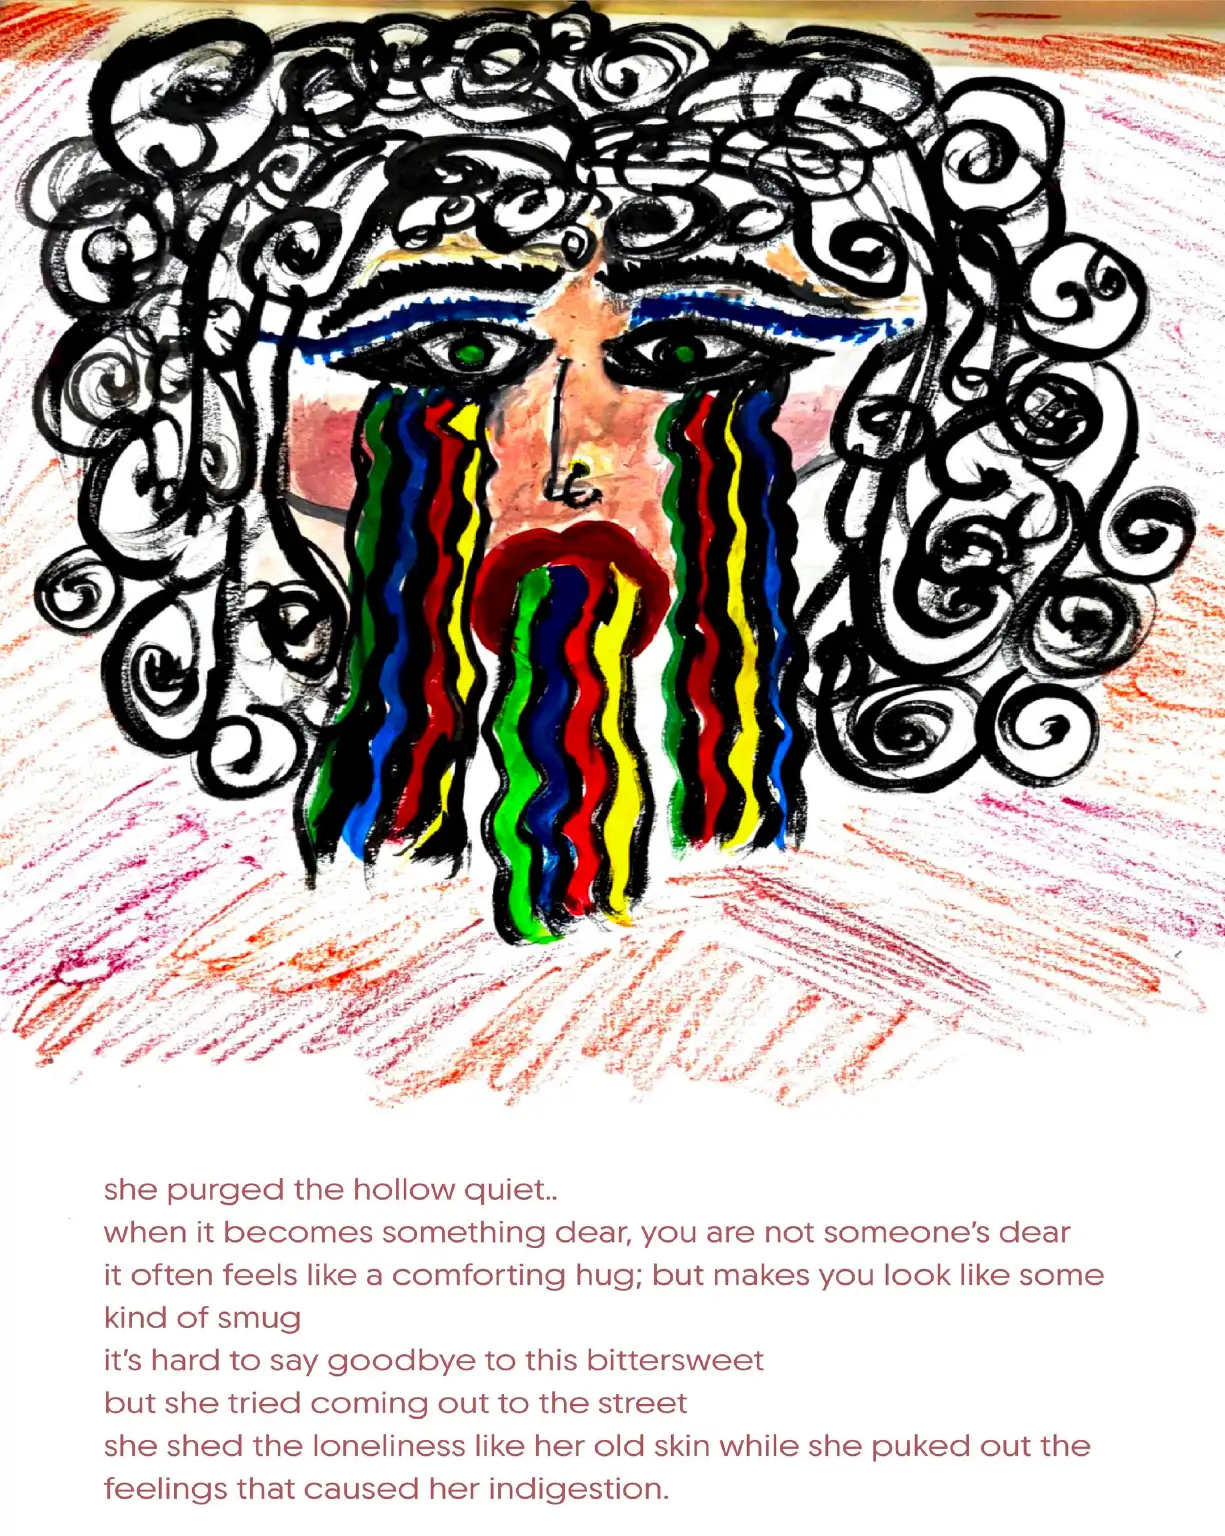 she purged the hollow quiet..
when it becomes something dear, you are not someone's dear
it often feels like a comforting hug; but makes you look like some
kind of smug
it's hard to say goodbye to this bittersweet
but she tried coming out to the street
she shed the loneliness like her old skin while she puked out the
feelings that caused her indigestion.